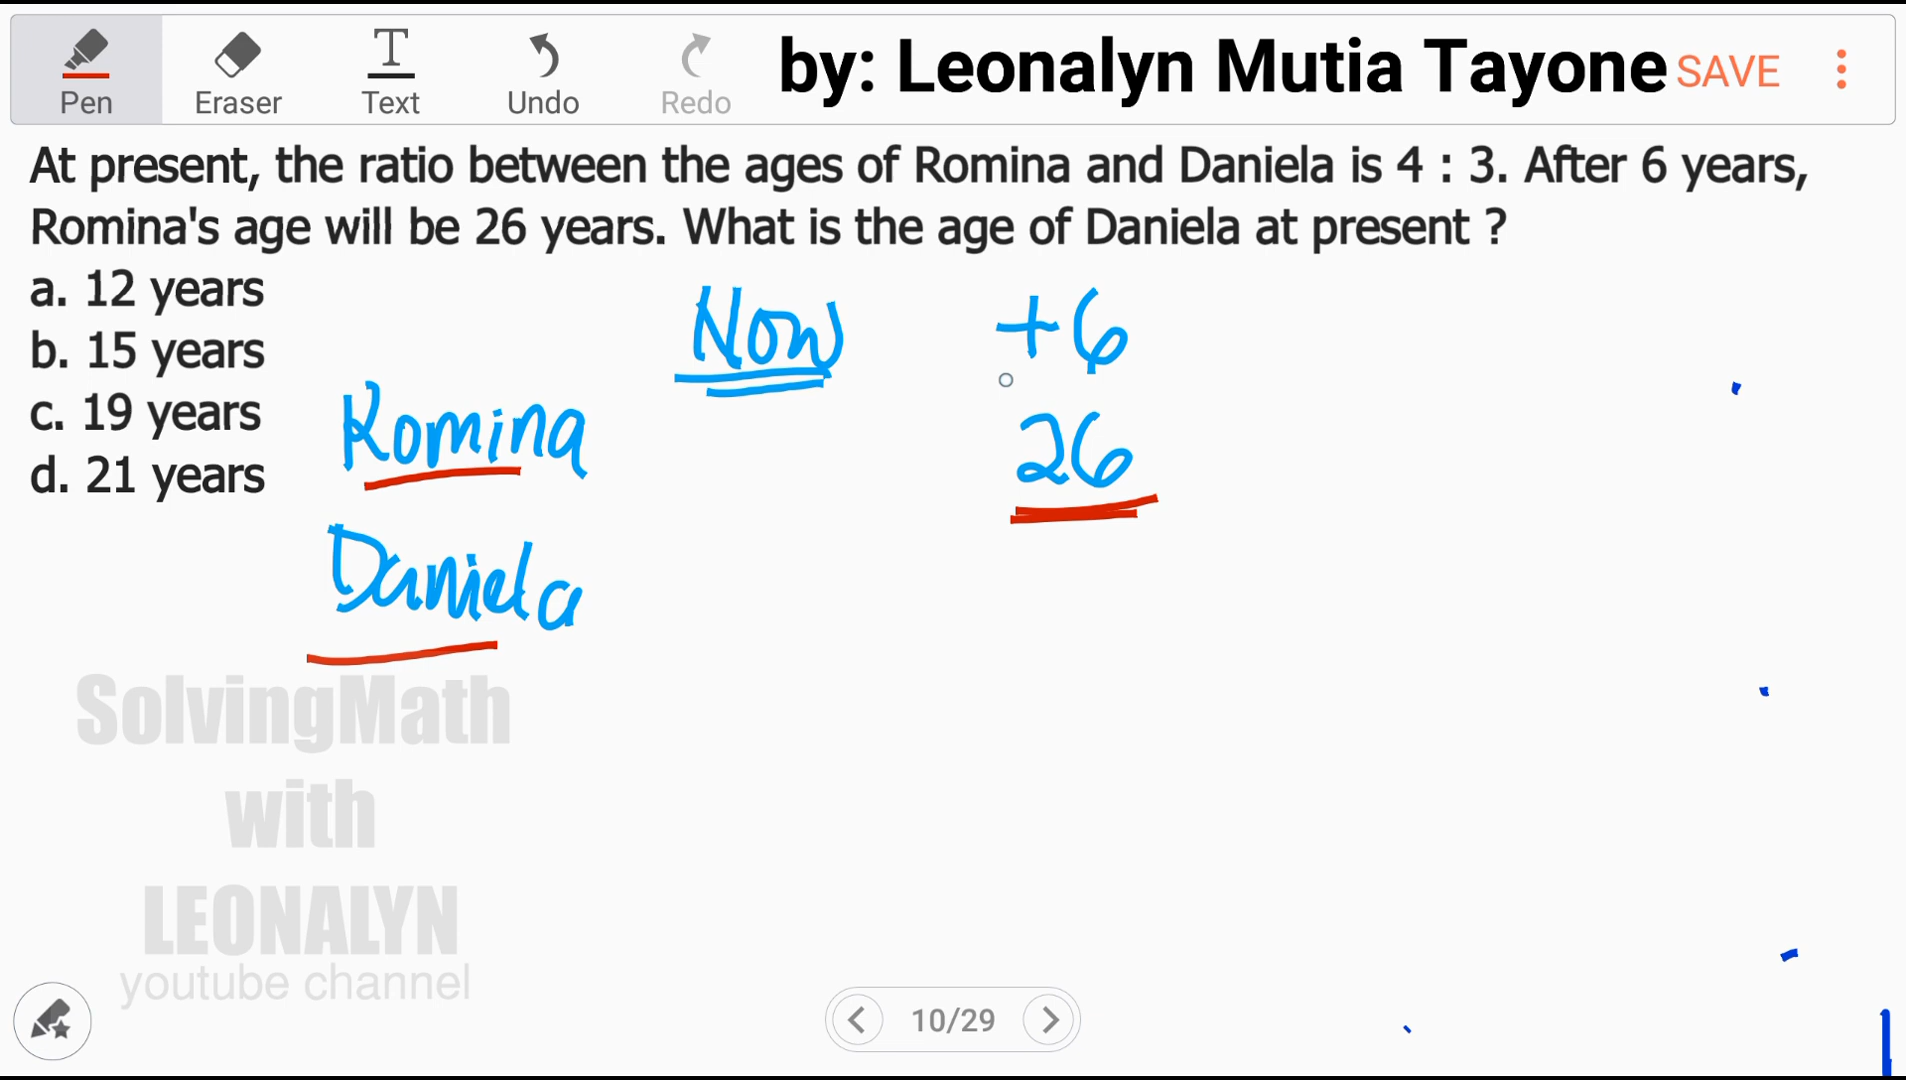 Pen
Eraser
Text
Undo
Redo
by: Leonalyn Mutia Tayone
SAVE
At present, the ratio between the ages of Romina and Daniela is 4 : 3. After 6 years,
Romina's age will be 26 years. What is the age of Daniela at present ?
a. 12 years
b. 15 years
c. 19 years
d. 21 years
Now +6
Romina 26
Daniela
SolvingMath
with
LEONALYN
youtube channel
10/29